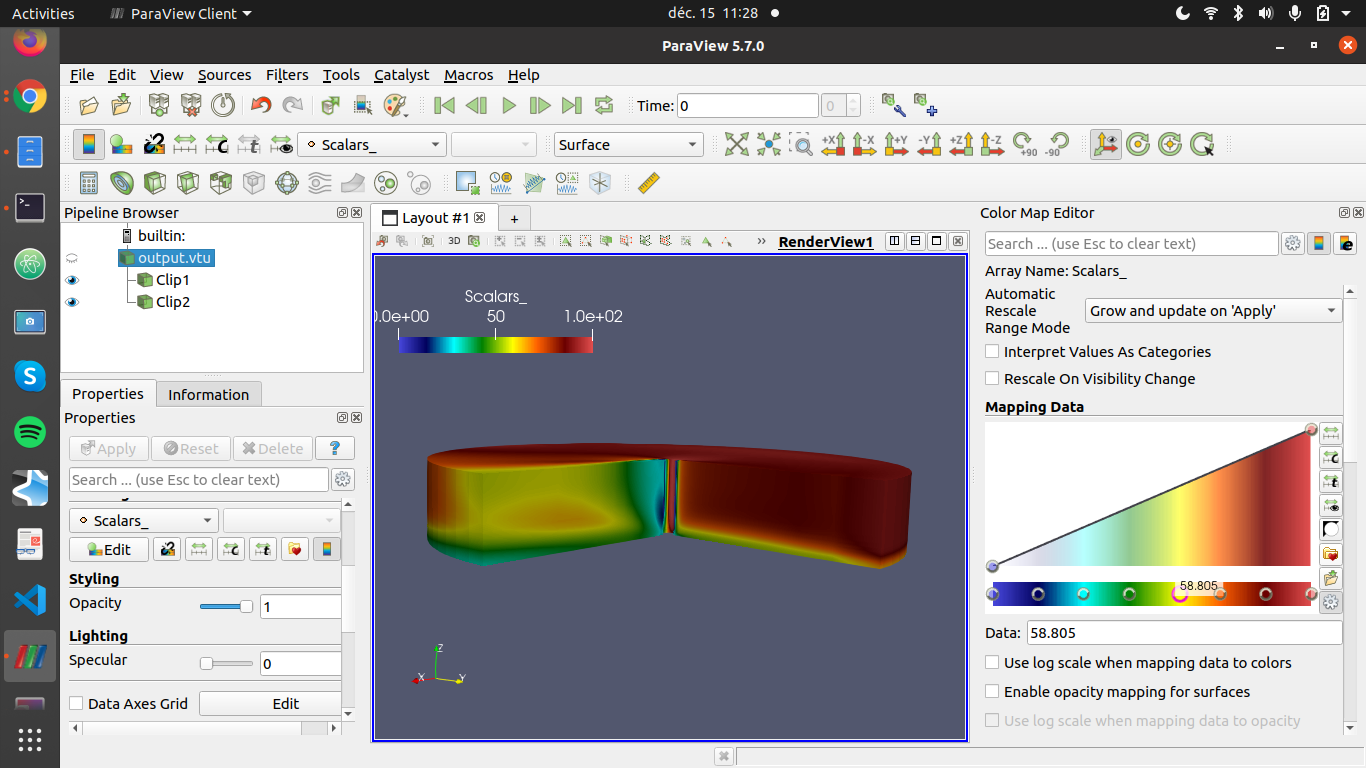 Activities
ParaView Client
déc. 15 11:28
ParaView 5.7.0
File Edit View Sources Filters Tools Catalyst Macros Help
Time: 0 0
Scalars_ Surface
+X -X +Y -Y +Z -Z +90 -90
Pipeline Browser
builtin:
output.vtu
Clip1
Clip2
Properties Information
Properties
Apply Reset Delete ?
Search ... (use Esc to clear text)
Scalars_
Edit
Styling
Opacity 1
Lighting
Specular 0
Data Axes Grid Edit
Layout #1 +
3D RenderView1
Scalars_
0.0e+00 50 1.0e+02
Z
X Y
Color Map Editor
Search ... (use Esc to clear text)
Array Name: Scalars_
Automatic
Rescale
Range Mode
Grow and update on 'Apply'
Interpret Values As Categories
Rescale On Visibility Change
Mapping Data
58.805
Data: 58.805
Use log scale when mapping data to colors
Enable opacity mapping for surfaces
Use log scale when mapping data to opacity